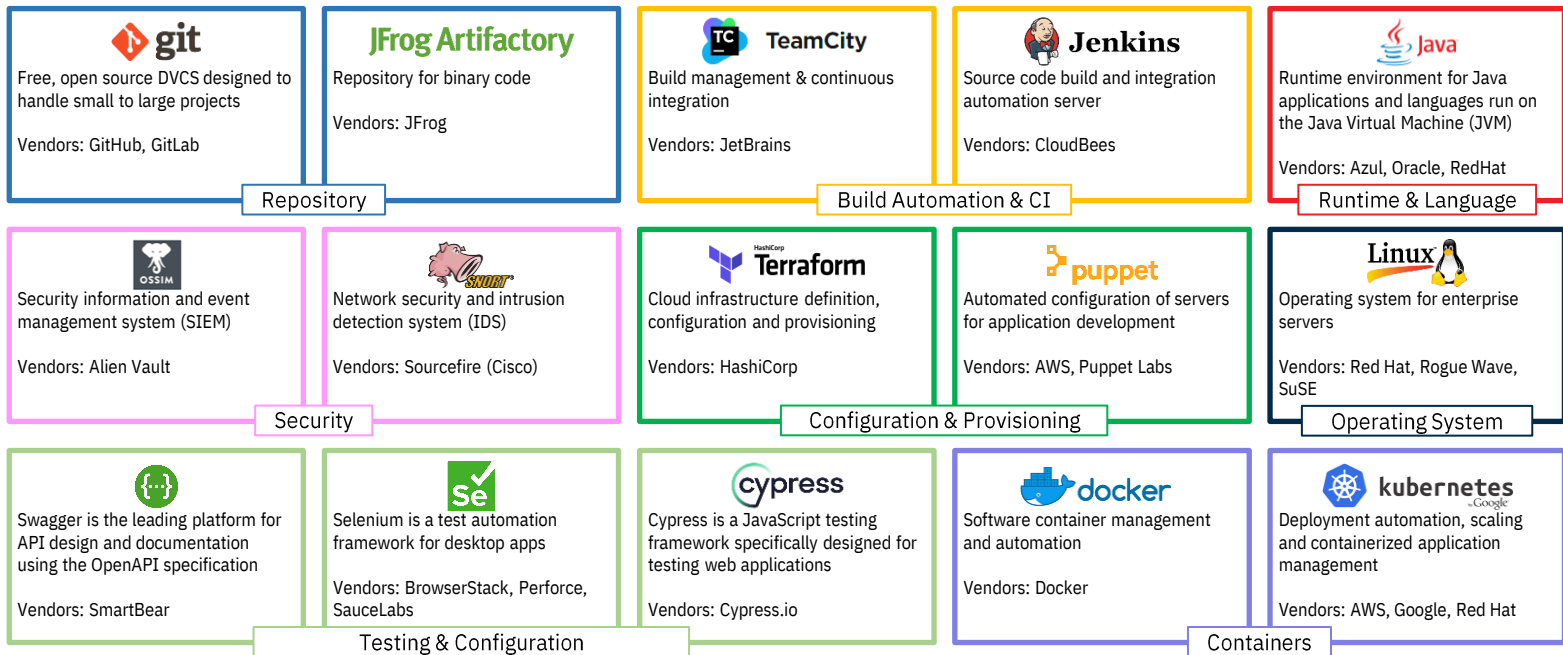 git
Free, open source DVCS designed to
handle small to large projects
Vendors: GitHub, GitLab
JFrog Artifactory
Repository for binary code
Vendors: JFrog
Repository
TC
TeamCity
Build management & continuous
integration
Vendors: JetBrains
Jenkins
Source code build and integration
automation server
Vendors: CloudBees
Build Automation & CI
Java
Runtime environment for Java
applications and languages run on
the Java Virtual Machine (JVM)
Vendors: Azul, Oracle, RedHat
Runtime & Language
OSSIM
Security information and event
management system (SIEM)
Vendors: Alien Vault
SNORT
Network security and intrusion
detection system (IDS)
Vendors: Sourcefire (Cisco)
Security
HashiCorp
Terraform
Cloud infrastructure definition,
configuration and provisioning
Vendors: HashiCorp
puppet
Automated configuration of servers
for application development
Vendors: AWS, Puppet Labs
Configuration & Provisioning
Linux
Operating system for enterprise
servers
Vendors: Red Hat, Rogue Wave,
SuSE
Operating System
{···}
Swagger is the leading platform for
API design and documentation
using the OpenAPI specification
Vendors: SmartBear
Se
Selenium is a test automation
framework for desktop apps
Vendors: BrowserStack, Perforce,
SauceLabs
cypress
Cypress is a JavaScript testing
framework specifically designed for
testing web applications
Vendors: Cypress.io
Testing & Configuration
docker
Software container management
and automation
Vendors: Docker
kubernetes
by Google
Deployment automation, scaling
and containerized application
management
Vendors: AWS, Google, Red Hat
Containers